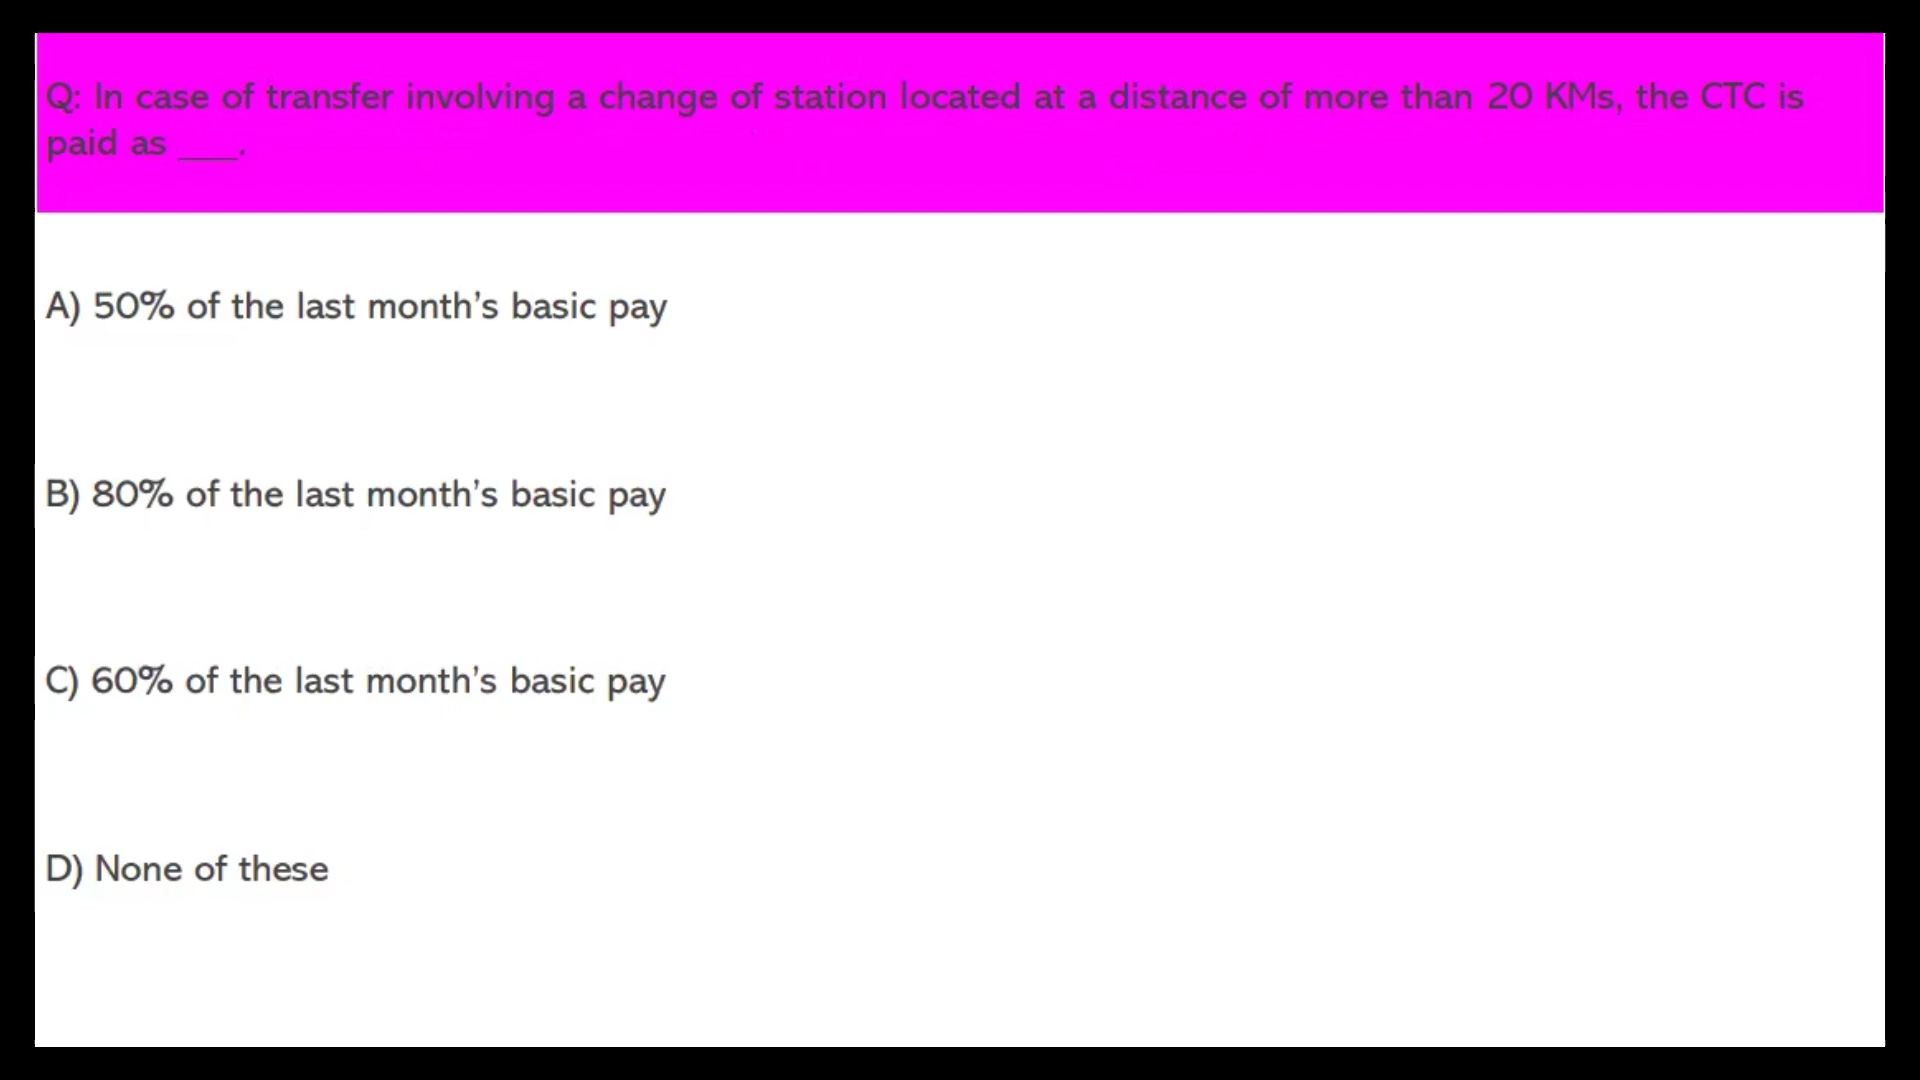 Q: In case of transfer involving a change of station located at a distance of more than 20 KMs, the CTC is
paid as ___.
A) 50% of the last month's basic pay
B) 80% of the last month's basic pay
C) 60% of the last month's basic pay
D) None of these